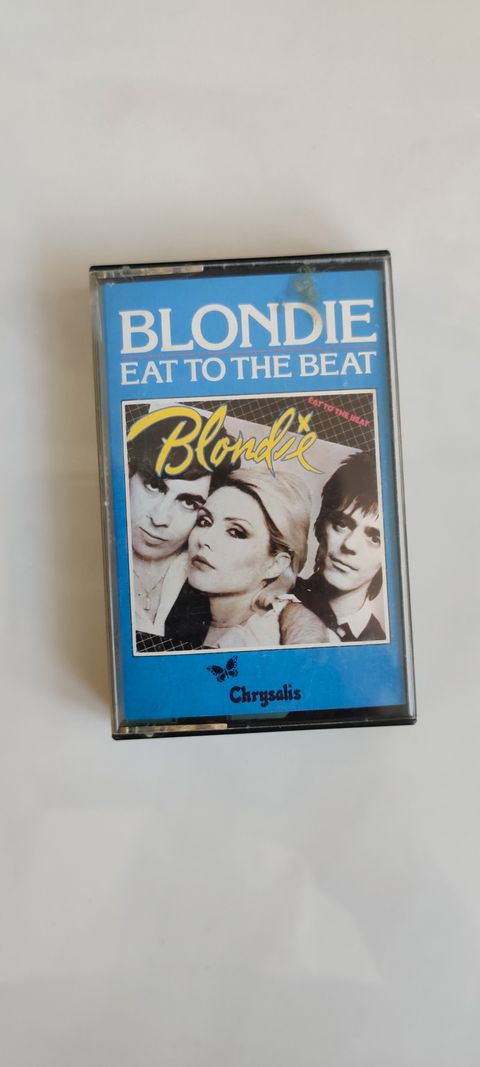 BLONDIE
EAT TO THE BEAT
EAT TO THE BEAT
Blondie
Chrysalis